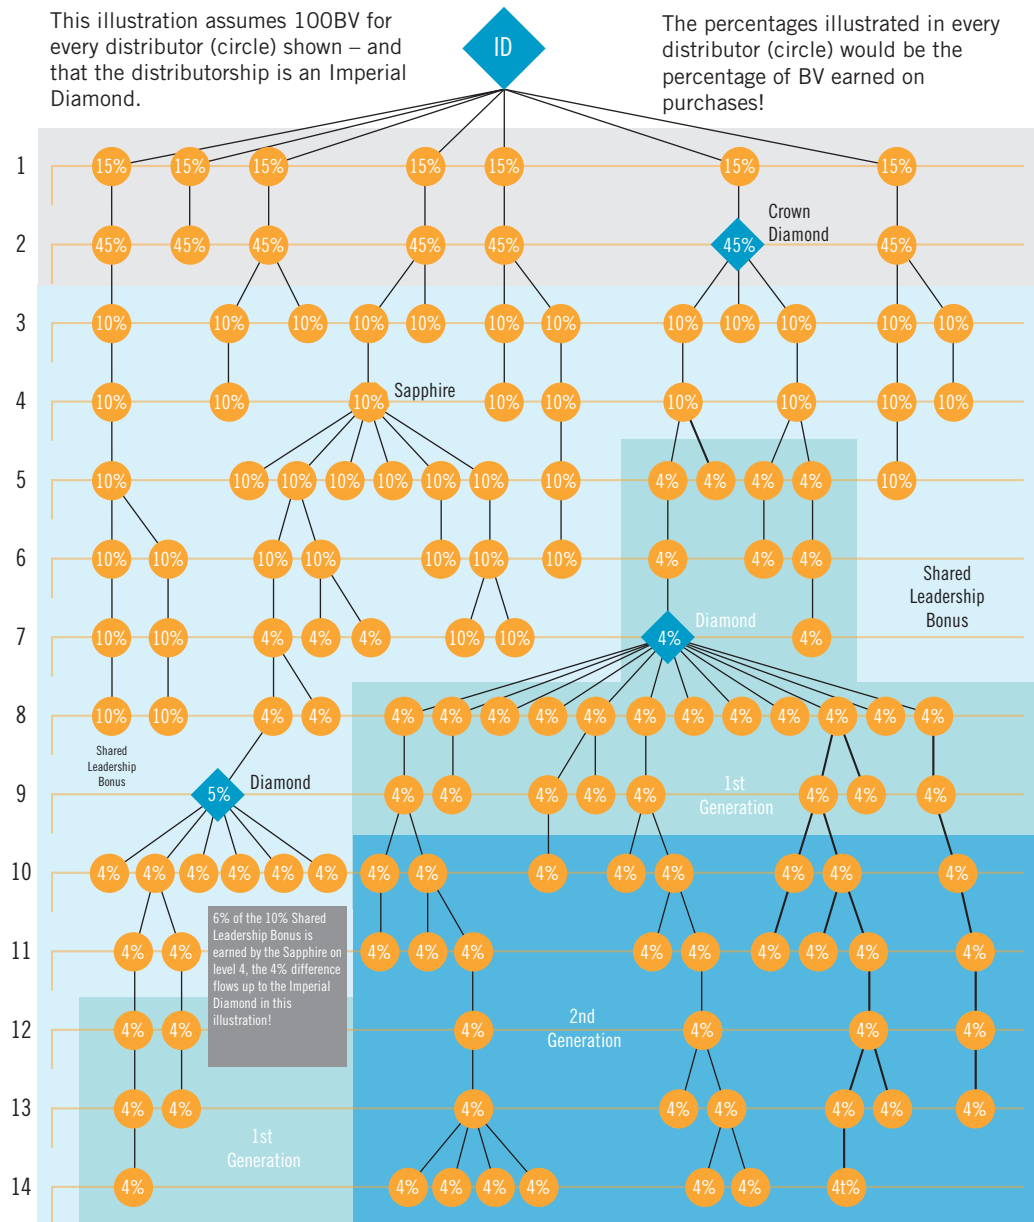 This illustration assumes 100BV for
every distributor (circle) shown – and
that the distributorship is an Imperial
Diamond.
ID
The percentages illustrated in every
distributor (circle) would be the
percentage of BV earned on
purchases!
1
15% 15% 15% 15% 15% 15% 15%
Crown
Diamond
2
45% 45% 45% 45% 45% 45% 45%
3
10% 10% 10% 10% 10% 10% 10% 10% 10% 10% 10% 10%
Sapphire
4
10% 10% 10% 10% 10% 10% 10% 10% 10%
5
10% 10% 10% 10% 10% 10% 10% 10% 4% 4% 4% 4% 10%
6
10% 10% 10% 10% 10% 10% 10% 4% 4% 4%
Shared
Leadership
Bonus
Diamond
7
10% 10% 4% 4% 4% 10% 10% 4% 4%
8
10% 10% 4% 4% 4% 4% 4% 4% 4% 4% 4% 4% 4% 4% 4% 4%
Shared
Leadership
Bonus
Diamond
1st
Generation
9
5% 4% 4% 4% 4% 4% 4% 4% 4%
10
4% 4% 4% 4% 4% 4% 4% 4% 4% 4% 4% 4% 4% 4%
6% of the 10% Shared
Leadership Bonus is
earned by the Sapphire on
level 4, the 4% difference
flows up to the Imperial
Diamond in this
illustration!
11
4% 4% 4% 4% 4% 4% 4% 4% 4% 4% 4%
12
4% 4% 4% 4% 4% 4%
2nd
Generation
13
4% 4% 4% 4% 4% 4% 4% 4%
1st
Generation
14
4% 4% 4% 4% 4% 4% 4% 4t%